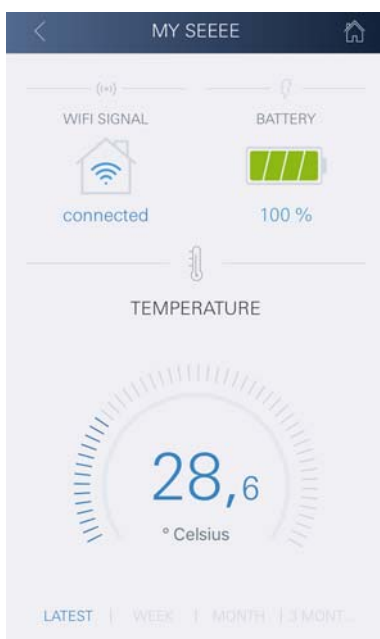 MY SEEEE
WIFI SIGNAL
BATTERY
connected
100 %
TEMPERATURE
28,6
° Celsius
LATEST | WEEK | MONTH | 3 MONT...